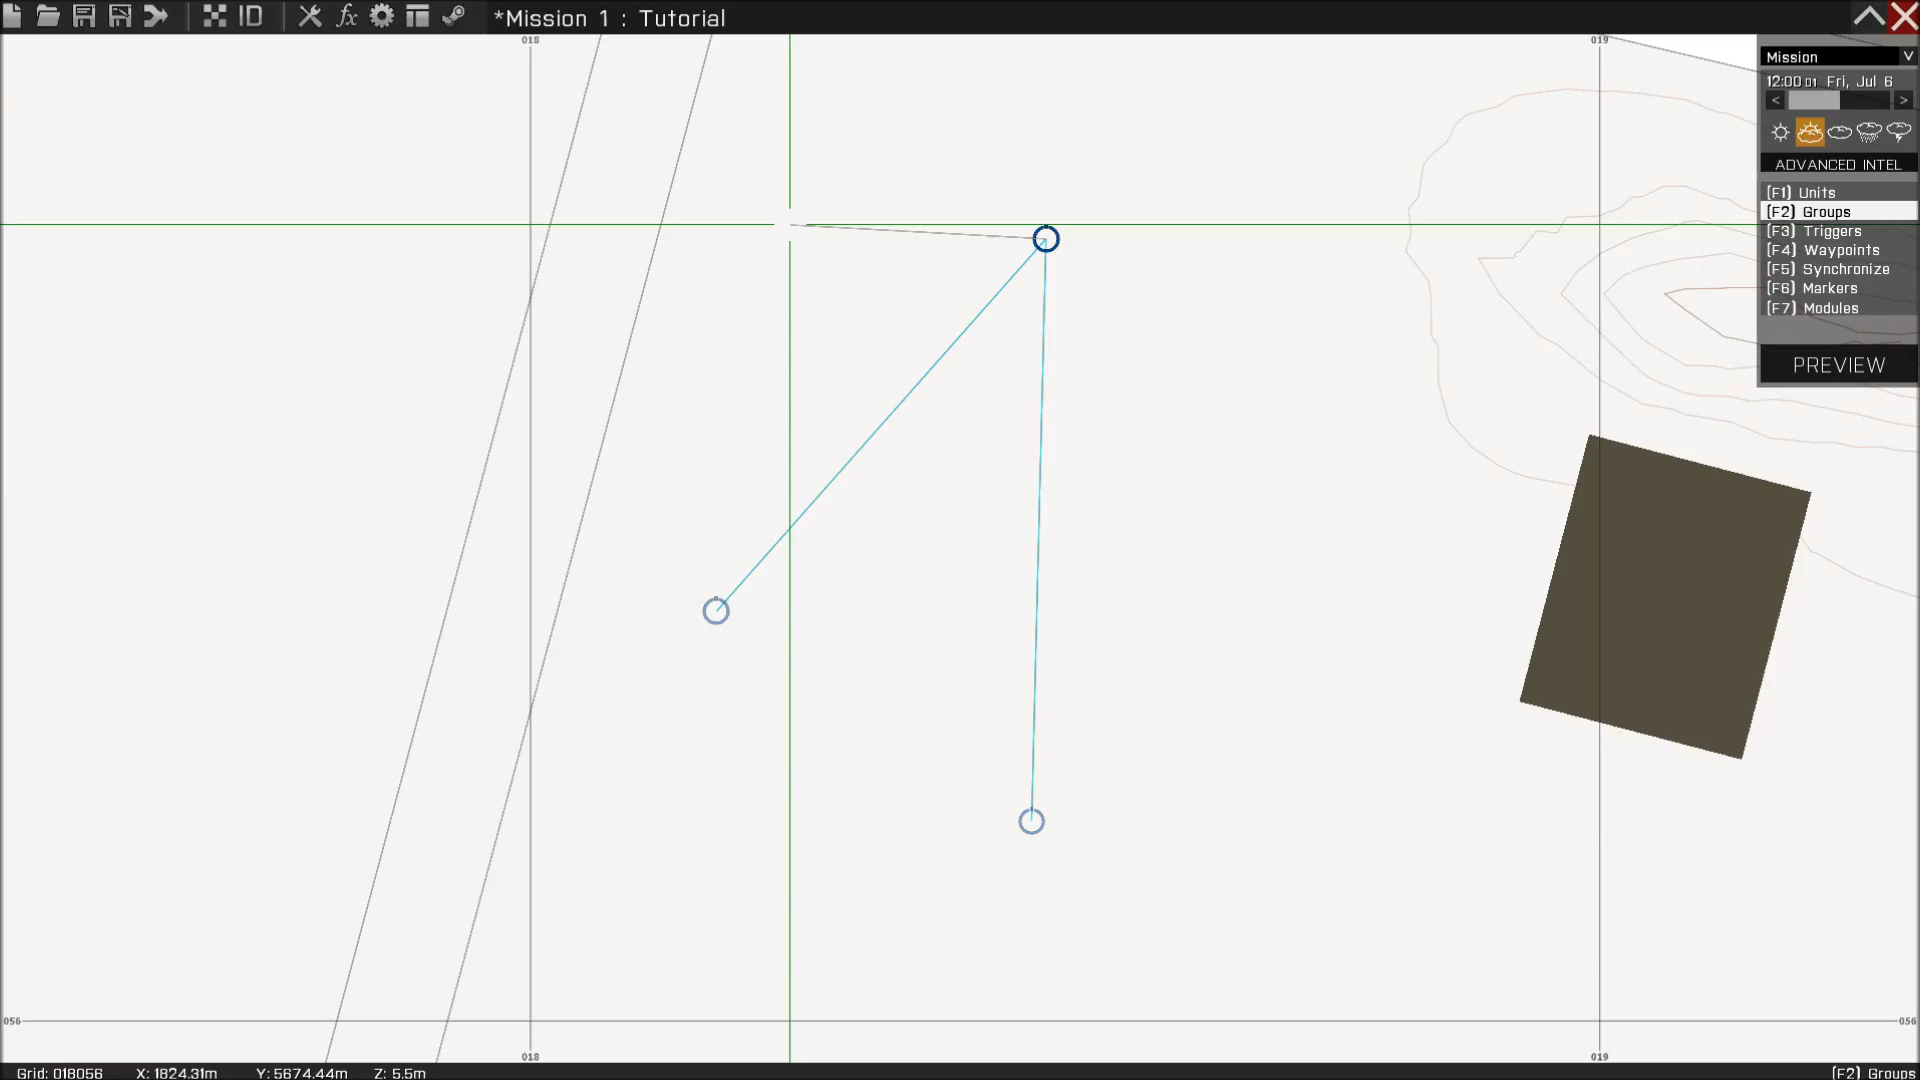 ID
fx
*Mission 1 : Tutorial
018
019
Mission
V
12:00 01 Fri, Jul 6
<
>
ADVANCED INTEL
(F1) Units
(F2) Groups
(F3) Triggers
(F4) Waypoints
(F5) Synchronize
(F6) Markers
(F7) Modules
PREVIEW
056
056
018
019
Grid: 018056 X: 1824.31m Y: 5674.44m Z: 5.5m
(F2) Groups